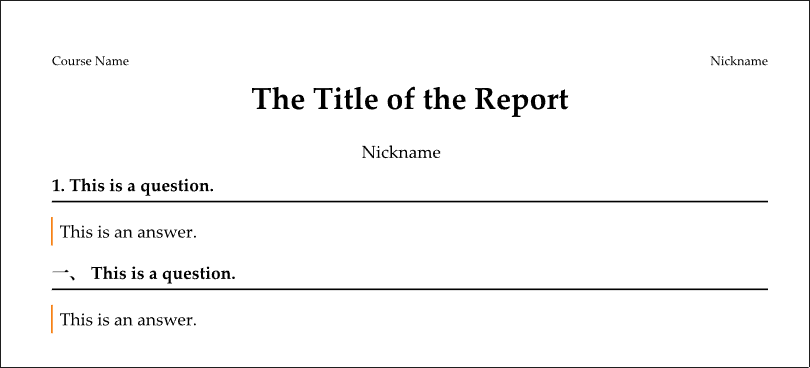 Course Name Nickname
The Title of the Report
Nickname
1. This is a question.
This is an answer.
一、 This is a question.
This is an answer.